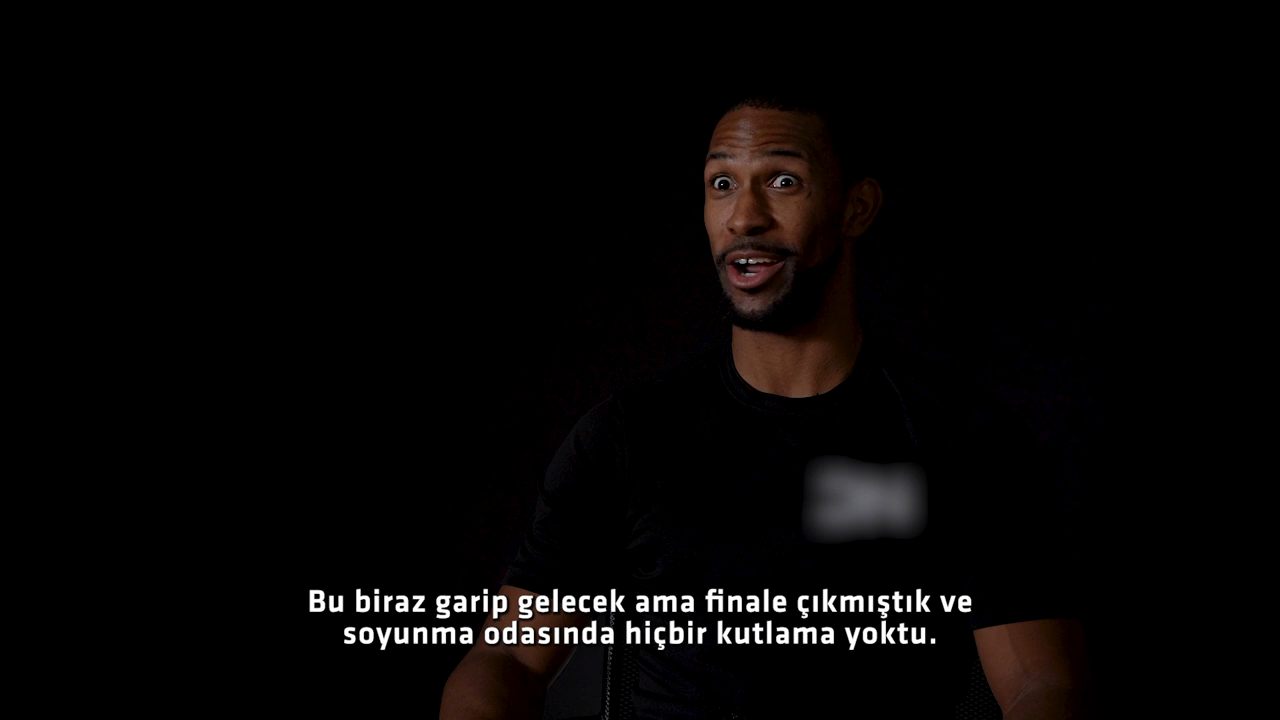 Bu biraz garip gelecek ama finale çıkmıştık ve
soyunma odasında hiçbir kutlama yoktu.